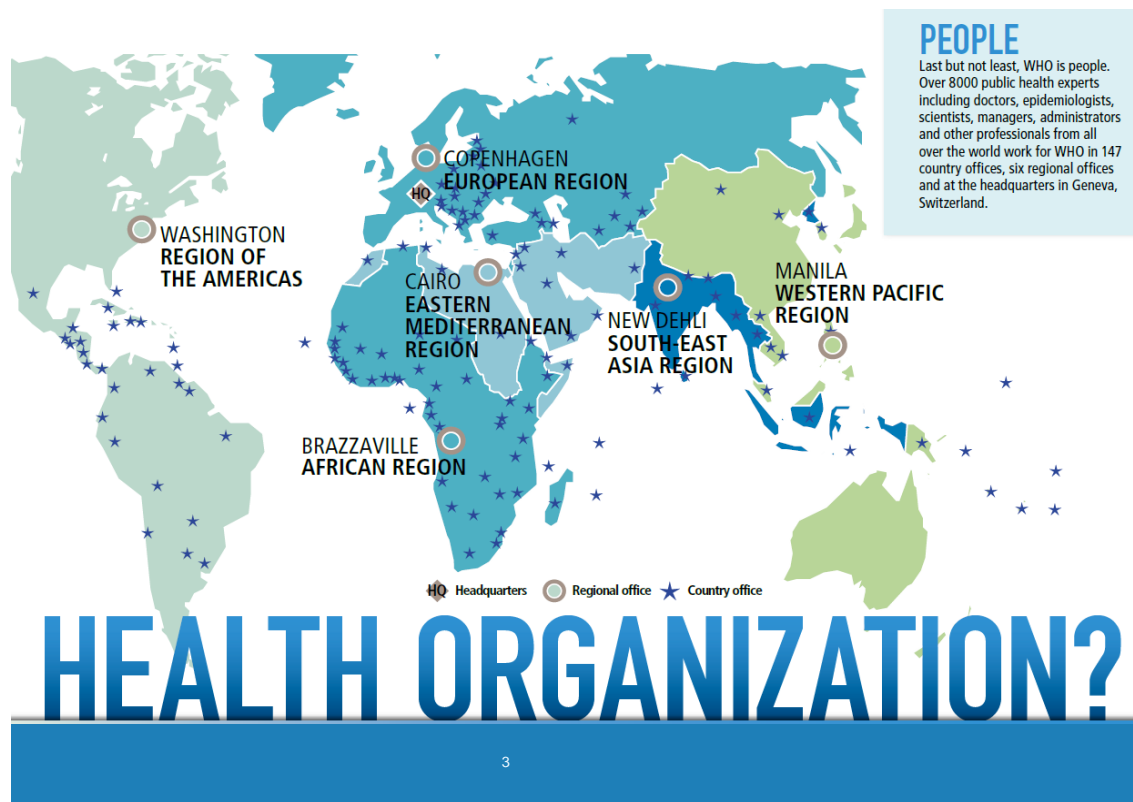 PEOPLE
Last but not least, WHO is people.
Over 8000 public health experts
including doctors, epidemiologists,
scientists, managers, administrators
and other professionals from all
over the world work for WHO in 147
country offices, six regional offices
and at the headquarters in Geneva,
Switzerland.
COPENHAGEN
EUROPEAN REGION
HQ
WASHINGTON
REGION OF
THE AMERICAS
CAIRO
EASTERN
MEDITERRANEAN
REGION
MANILA
WESTERN PACIFIC
REGION
NEW DEHLI
SOUTH-EAST
ASIA REGION
BRAZZAVILLE
AFRICAN REGION
HQ Headquarters Regional office Country office
HEALTH ORGANIZATION?
3